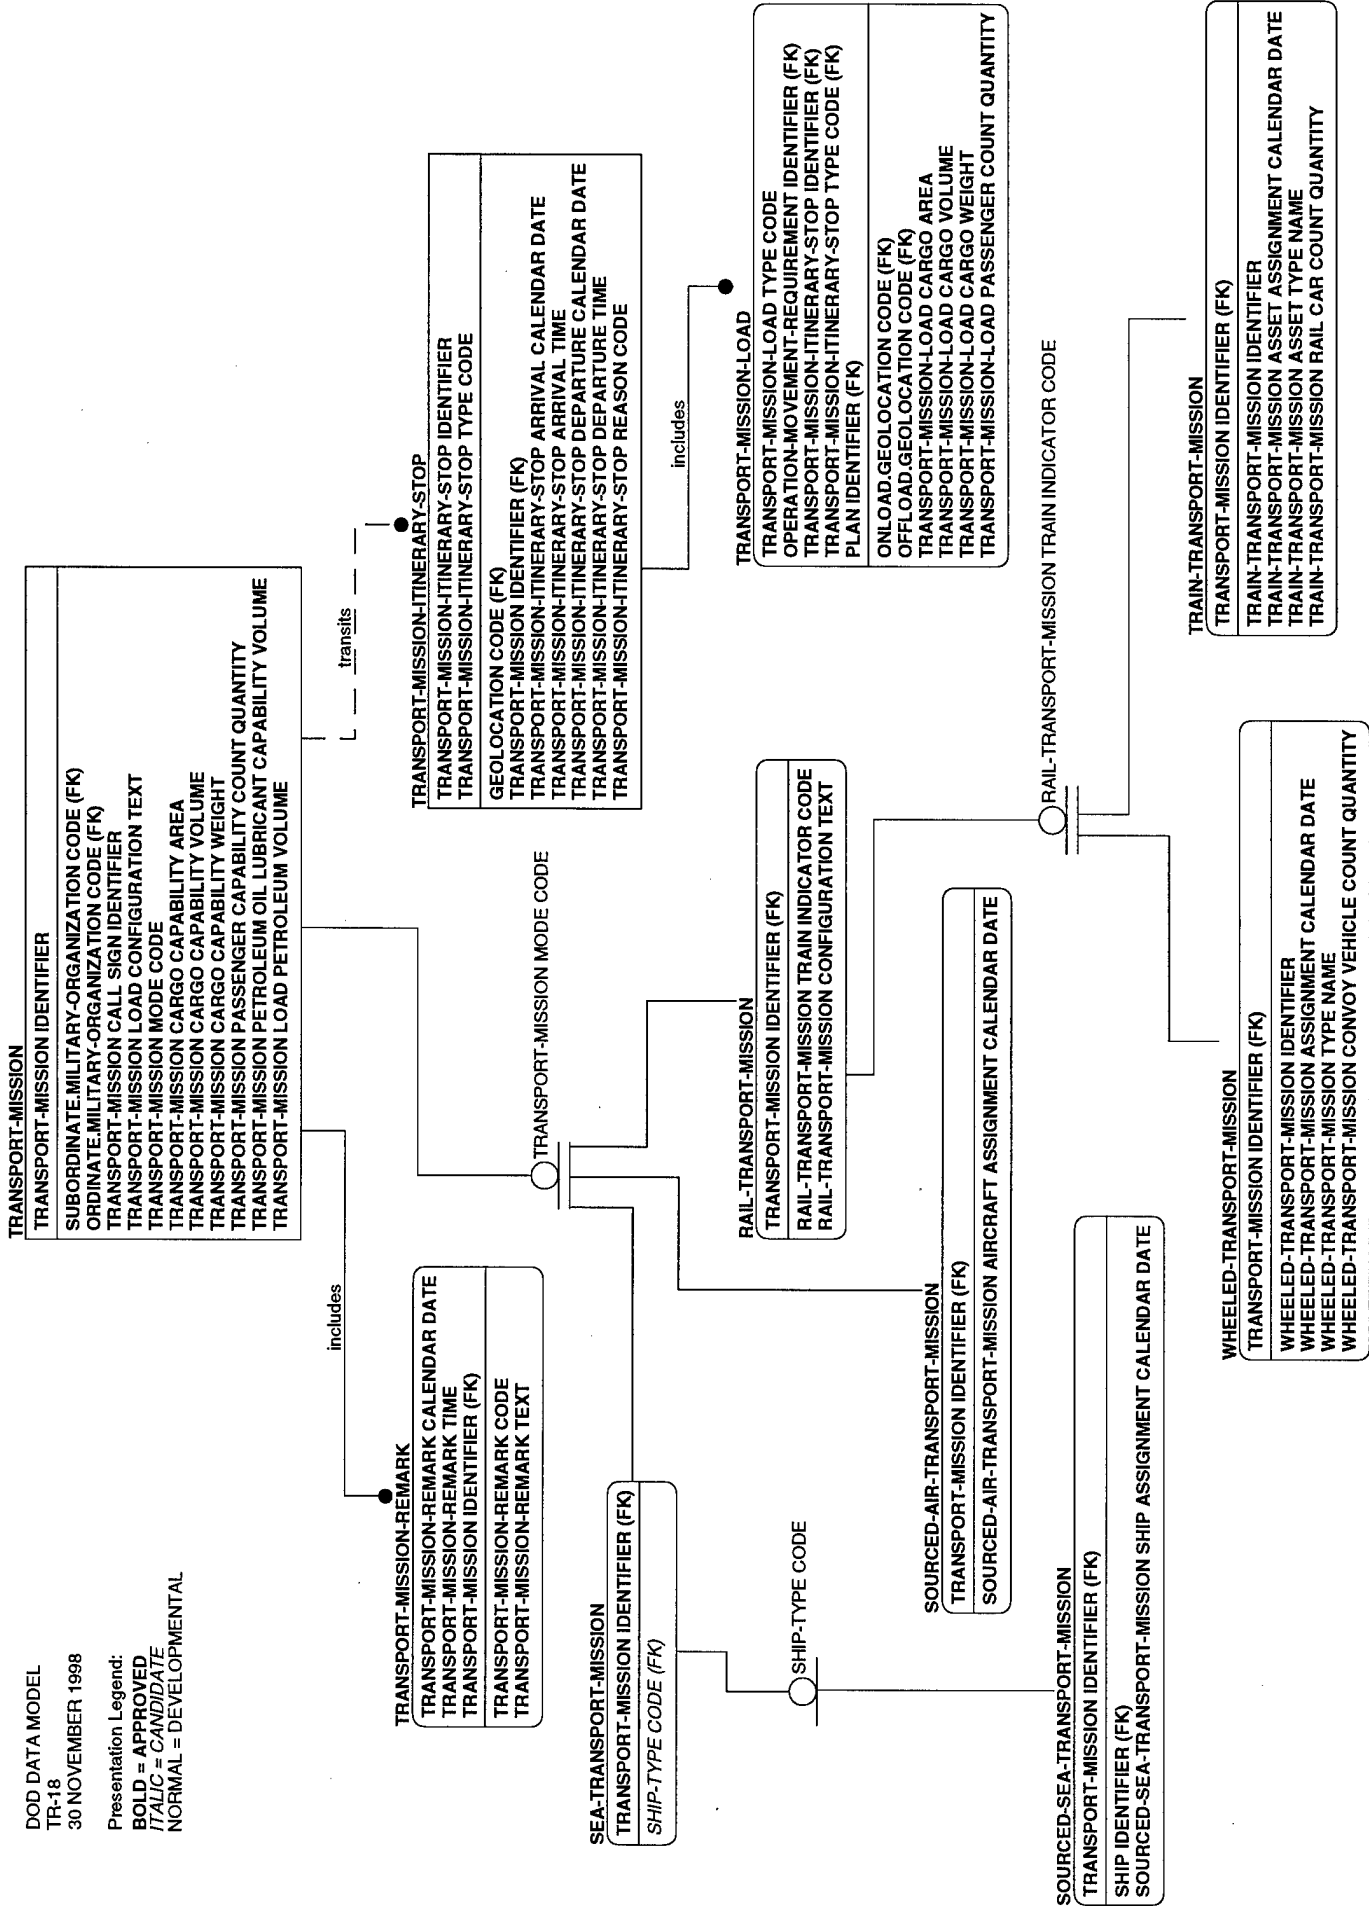 DOD DATA MODEL
TR-18
30 NOVEMBER 1998
Presentation Legend:
BOLD = APPROVED
ITALIC = CANDIDATE
NORMAL = DEVELOPMENTAL
TRANSPORT-MISSION
TRANSPORT-MISSION IDENTIFIER
SUBORDINATE.MILITARY-ORGANIZATION CODE (FK)
ORDINATE.MILITARY-ORGANIZATION CODE (FK)
TRANSPORT-MISSION CALL SIGN IDENTIFIER
TRANSPORT-MISSION LOAD CONFIGURATION TEXT
TRANSPORT-MISSION MODE CODE
TRANSPORT-MISSION CARGO CAPABILITY AREA
TRANSPORT-MISSION CARGO CAPABILITY VOLUME
TRANSPORT-MISSION CARGO CAPABILITY WEIGHT
TRANSPORT-MISSION PASSENGER CAPABILITY COUNT QUANTITY
TRANSPORT-MISSION PETROLEUM OIL LUBRICANT CAPABILITY VOLUME
TRANSPORT-MISSION LOAD PETROLEUM VOLUME
includes
transits
TRANSPORT-MISSION-REMARK
TRANSPORT-MISSION-REMARK CALENDAR DATE
TRANSPORT-MISSION-REMARK TIME
TRANSPORT-MISSION IDENTIFIER (FK)
TRANSPORT-MISSION-REMARK CODE
TRANSPORT-MISSION-REMARK TEXT
TRANSPORT-MISSION-ITINERARY-STOP
TRANSPORT-MISSION-ITINERARY-STOP IDENTIFIER
TRANSPORT-MISSION-ITINERARY-STOP TYPE CODE
GEOLOCATION CODE (FK)
TRANSPORT-MISSION IDENTIFIER (FK)
TRANSPORT-MISSION-ITINERARY-STOP ARRIVAL CALENDAR DATE
TRANSPORT-MISSION-ITINERARY-STOP ARRIVAL TIME
TRANSPORT-MISSION-ITINERARY-STOP DEPARTURE CALENDAR DATE
TRANSPORT-MISSION-ITINERARY-STOP DEPARTURE TIME
TRANSPORT-MISSION-ITINERARY-STOP REASON CODE
includes
TRANSPORT-MISSION MODE CODE
SEA-TRANSPORT-MISSION
TRANSPORT-MISSION IDENTIFIER (FK)
SHIP-TYPE CODE (FK)
RAIL-TRANSPORT-MISSION
TRANSPORT-MISSION IDENTIFIER (FK)
RAIL-TRANSPORT-MISSION TRAIN INDICATOR CODE
RAIL-TRANSPORT-MISSION CONFIGURATION TEXT
TRANSPORT-MISSION-LOAD
TRANSPORT-MISSION-LOAD TYPE CODE
OPERATION-MOVEMENT-REQUIREMENT IDENTIFIER (FK)
TRANSPORT-MISSION-ITINERARY-STOP IDENTIFIER (FK)
TRANSPORT-MISSION-ITINERARY-STOP TYPE CODE (FK)
PLAN IDENTIFIER (FK)
ONLOAD.GEOLOCATION CODE (FK)
OFFLOAD.GEOLOCATION CODE (FK)
TRANSPORT-MISSION-LOAD CARGO AREA
TRANSPORT-MISSION-LOAD CARGO VOLUME
TRANSPORT-MISSION-LOAD CARGO WEIGHT
TRANSPORT-MISSION-LOAD PASSENGER COUNT QUANTITY
SHIP-TYPE CODE
SOURCED-AIR-TRANSPORT-MISSION
TRANSPORT-MISSION IDENTIFIER (FK)
SOURCED-AIR-TRANSPORT-MISSION AIRCRAFT ASSIGNMENT CALENDAR DATE
RAIL-TRANSPORT-MISSION TRAIN INDICATOR CODE
SOURCED-SEA-TRANSPORT-MISSION
TRANSPORT-MISSION IDENTIFIER (FK)
SHIP IDENTIFIER (FK)
SOURCED-SEA-TRANSPORT-MISSION SHIP ASSIGNMENT CALENDAR DATE
WHEELED-TRANSPORT-MISSION
TRANSPORT-MISSION IDENTIFIER (FK)
WHEELED-TRANSPORT-MISSION IDENTIFIER
WHEELED-TRANSPORT-MISSION ASSIGNMENT CALENDAR DATE
WHEELED-TRANSPORT-MISSION TYPE NAME
WHEELED-TRANSPORT-MISSION CONVOY VEHICLE COUNT QUANTITY
TRAIN-TRANSPORT-MISSION
TRANSPORT-MISSION IDENTIFIER (FK)
TRAIN-TRANSPORT-MISSION IDENTIFIER
TRAIN-TRANSPORT-MISSION ASSET ASSIGNMENT CALENDAR DATE
TRAIN-TRANSPORT-MISSION ASSET TYPE NAME
TRAIN-TRANSPORT-MISSION RAIL CAR COUNT QUANTITY